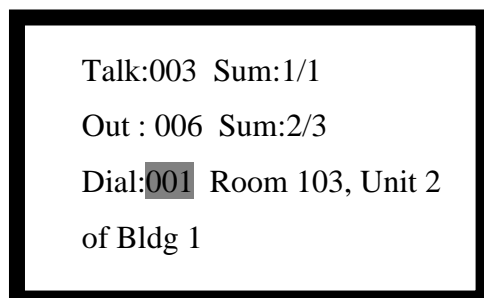 Talk:003 Sum:1/1
Out : 006 Sum:2/3
Dial:001 Room 103, Unit 2
of Bldg 1